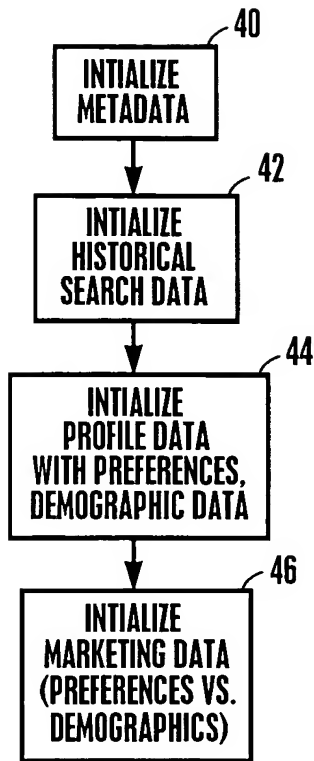 40
INTIALIZE
METADATA
42
INTIALIZE
HISTORICAL
SEARCH DATA
44
INTIALIZE
PROFILE DATA
WITH PREFERENCES,
DEMOGRAPHIC DATA
46
INTIALIZE
MARKETING DATA
(PREFERENCES VS.
DEMOGRAPHICS)